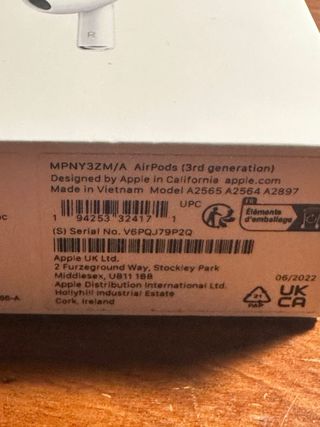 R
MPNY3ZM/A AirPods (3rd generation)
Designed by Apple in California apple.com
Made in Vietnam Model A2565 A2564 A2897
UPC
1 94253 32417 1
FR
Éléments
d'emballage
(S) Serial No. V6PQJ79P2Q
Apple UK Ltd.
2 Furzeground Way, Stockley Park
Middlesex, UB11 1BB
Apple Distribution International Ltd.
Hollyhill Industrial Estate
Cork, Ireland
06/2022
21
PAP
UK
CA